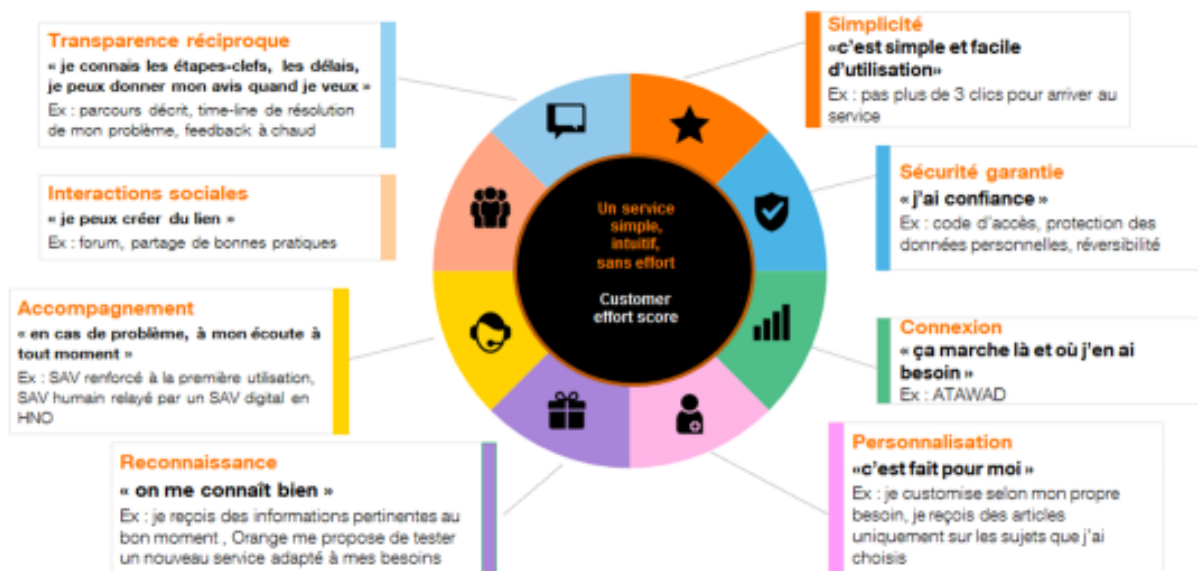 Transparence réciproque
« je connais les étapes-clefs, les délais,
je peux donner mon avis quand je veux »
Ex : parcours décrit, time-line de résolution
de mon problème, feedback à chaud
Interactions sociales
« je peux créer du lien »
Ex : forum, partage de bonnes pratiques
Accompagnement
« en cas de problème, à mon écoute à
tout moment »
Ex : SAV renforcé à la première utilisation,
SAV humain relayé par un SAV digital en
HNO
Reconnaissance
« on me connaît bien »
Ex : je reçois des informations pertinentes au
bon moment , Orange me propose de tester
un nouveau service adapté à mes besoins
Un service
simple,
intuitif,
sans effort
Customer
effort score
Simplicité
«c'est simple et facile
d'utilisation»
Ex : pas plus de 3 clics pour arriver au
service
Sécurité garantie
« j'ai confiance »
Ex : code d'accès, protection des
données personnelles, réversibilité
Connexion
« ça marche là et où j'en ai
besoin »
Ex : ATAWAD
Personnalisation
«c'est fait pour moi »
Ex : je customise selon mon propre
besoin, je reçois des articles
uniquement sur les sujets que j'ai
choisis